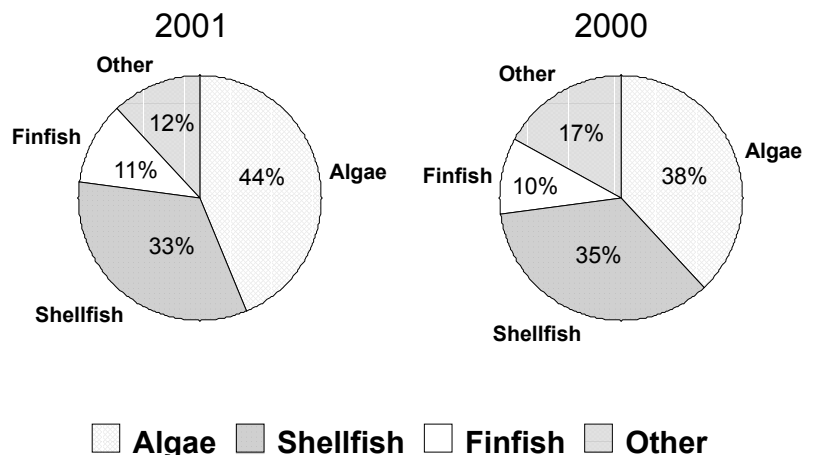 2001
Other
12%
Finfish
11%
44%
Algae
33%
Shellfish
2000
Other
17%
Algae
Finfish
10%
38%
35%
Shellfish
Algae Shellfish Finfish Other